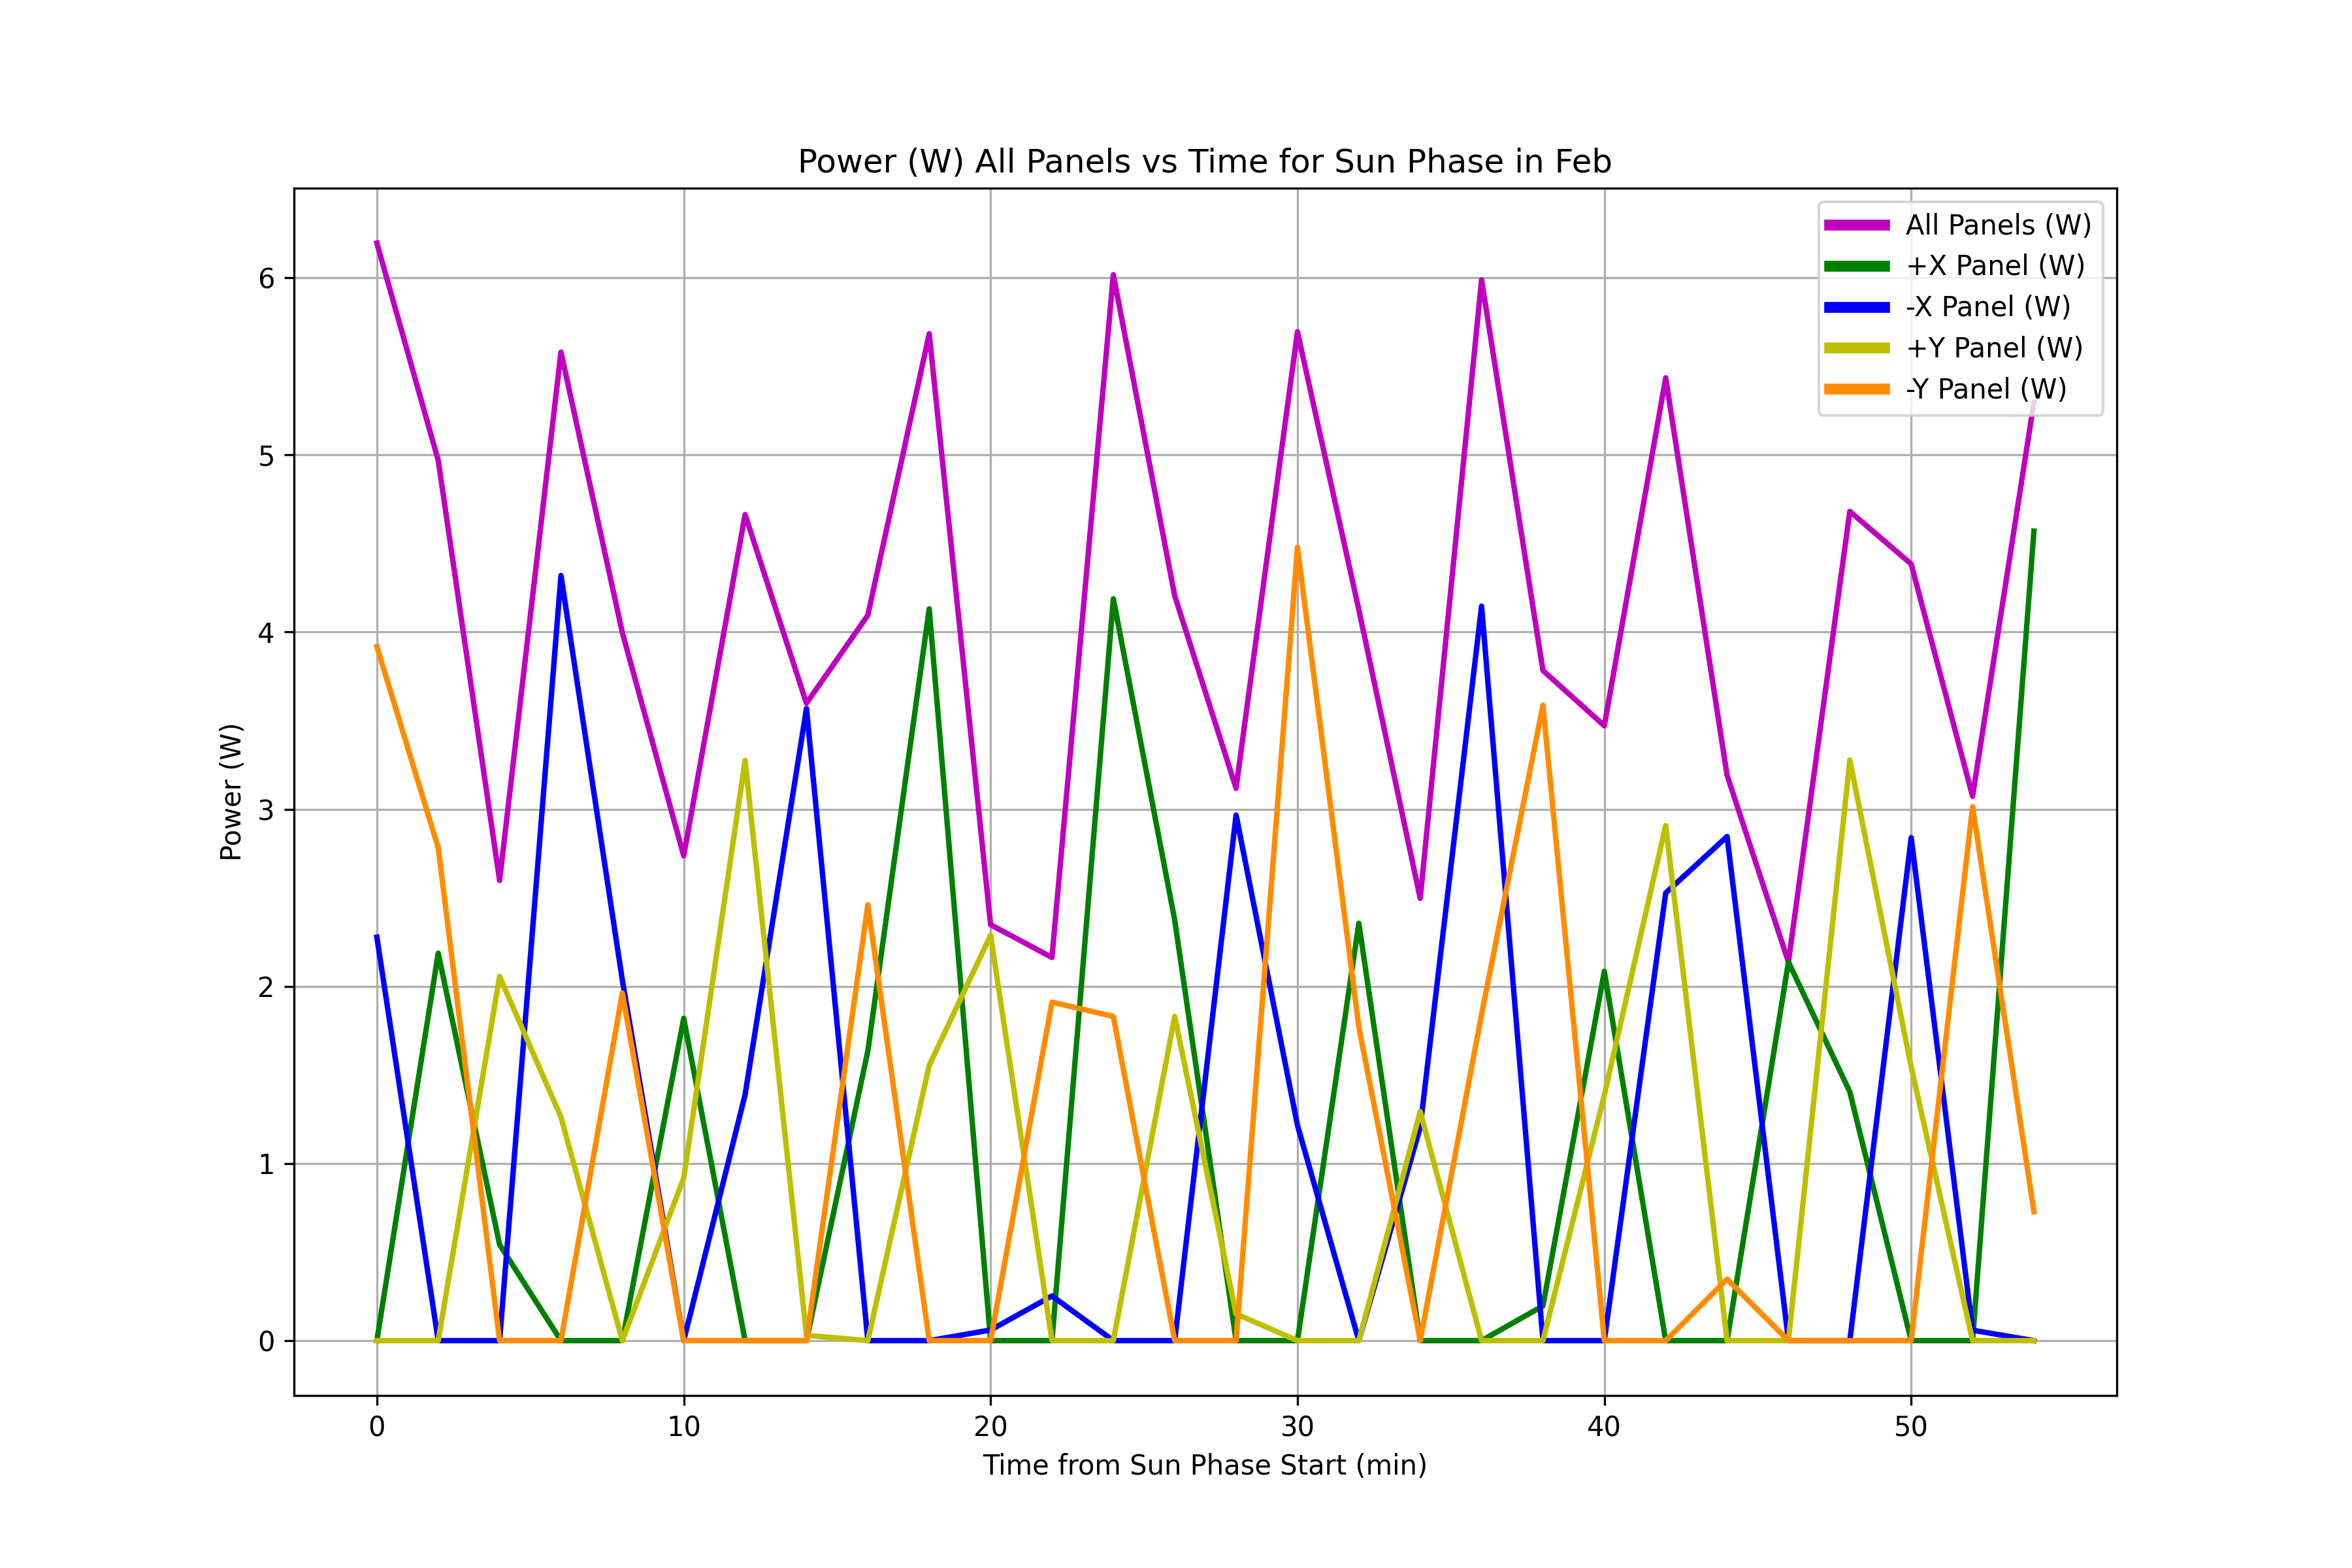 Power (W) All Panels vs Time for Sun Phase in Feb
All Panels (W)
+X Panel (W)
-X Panel (W)
+Y Panel (W)
-Y Panel (W)
6
5
4
3
2
1
0
Power (W)
0 10 20 30 40 50
Time from Sun Phase Start (min)